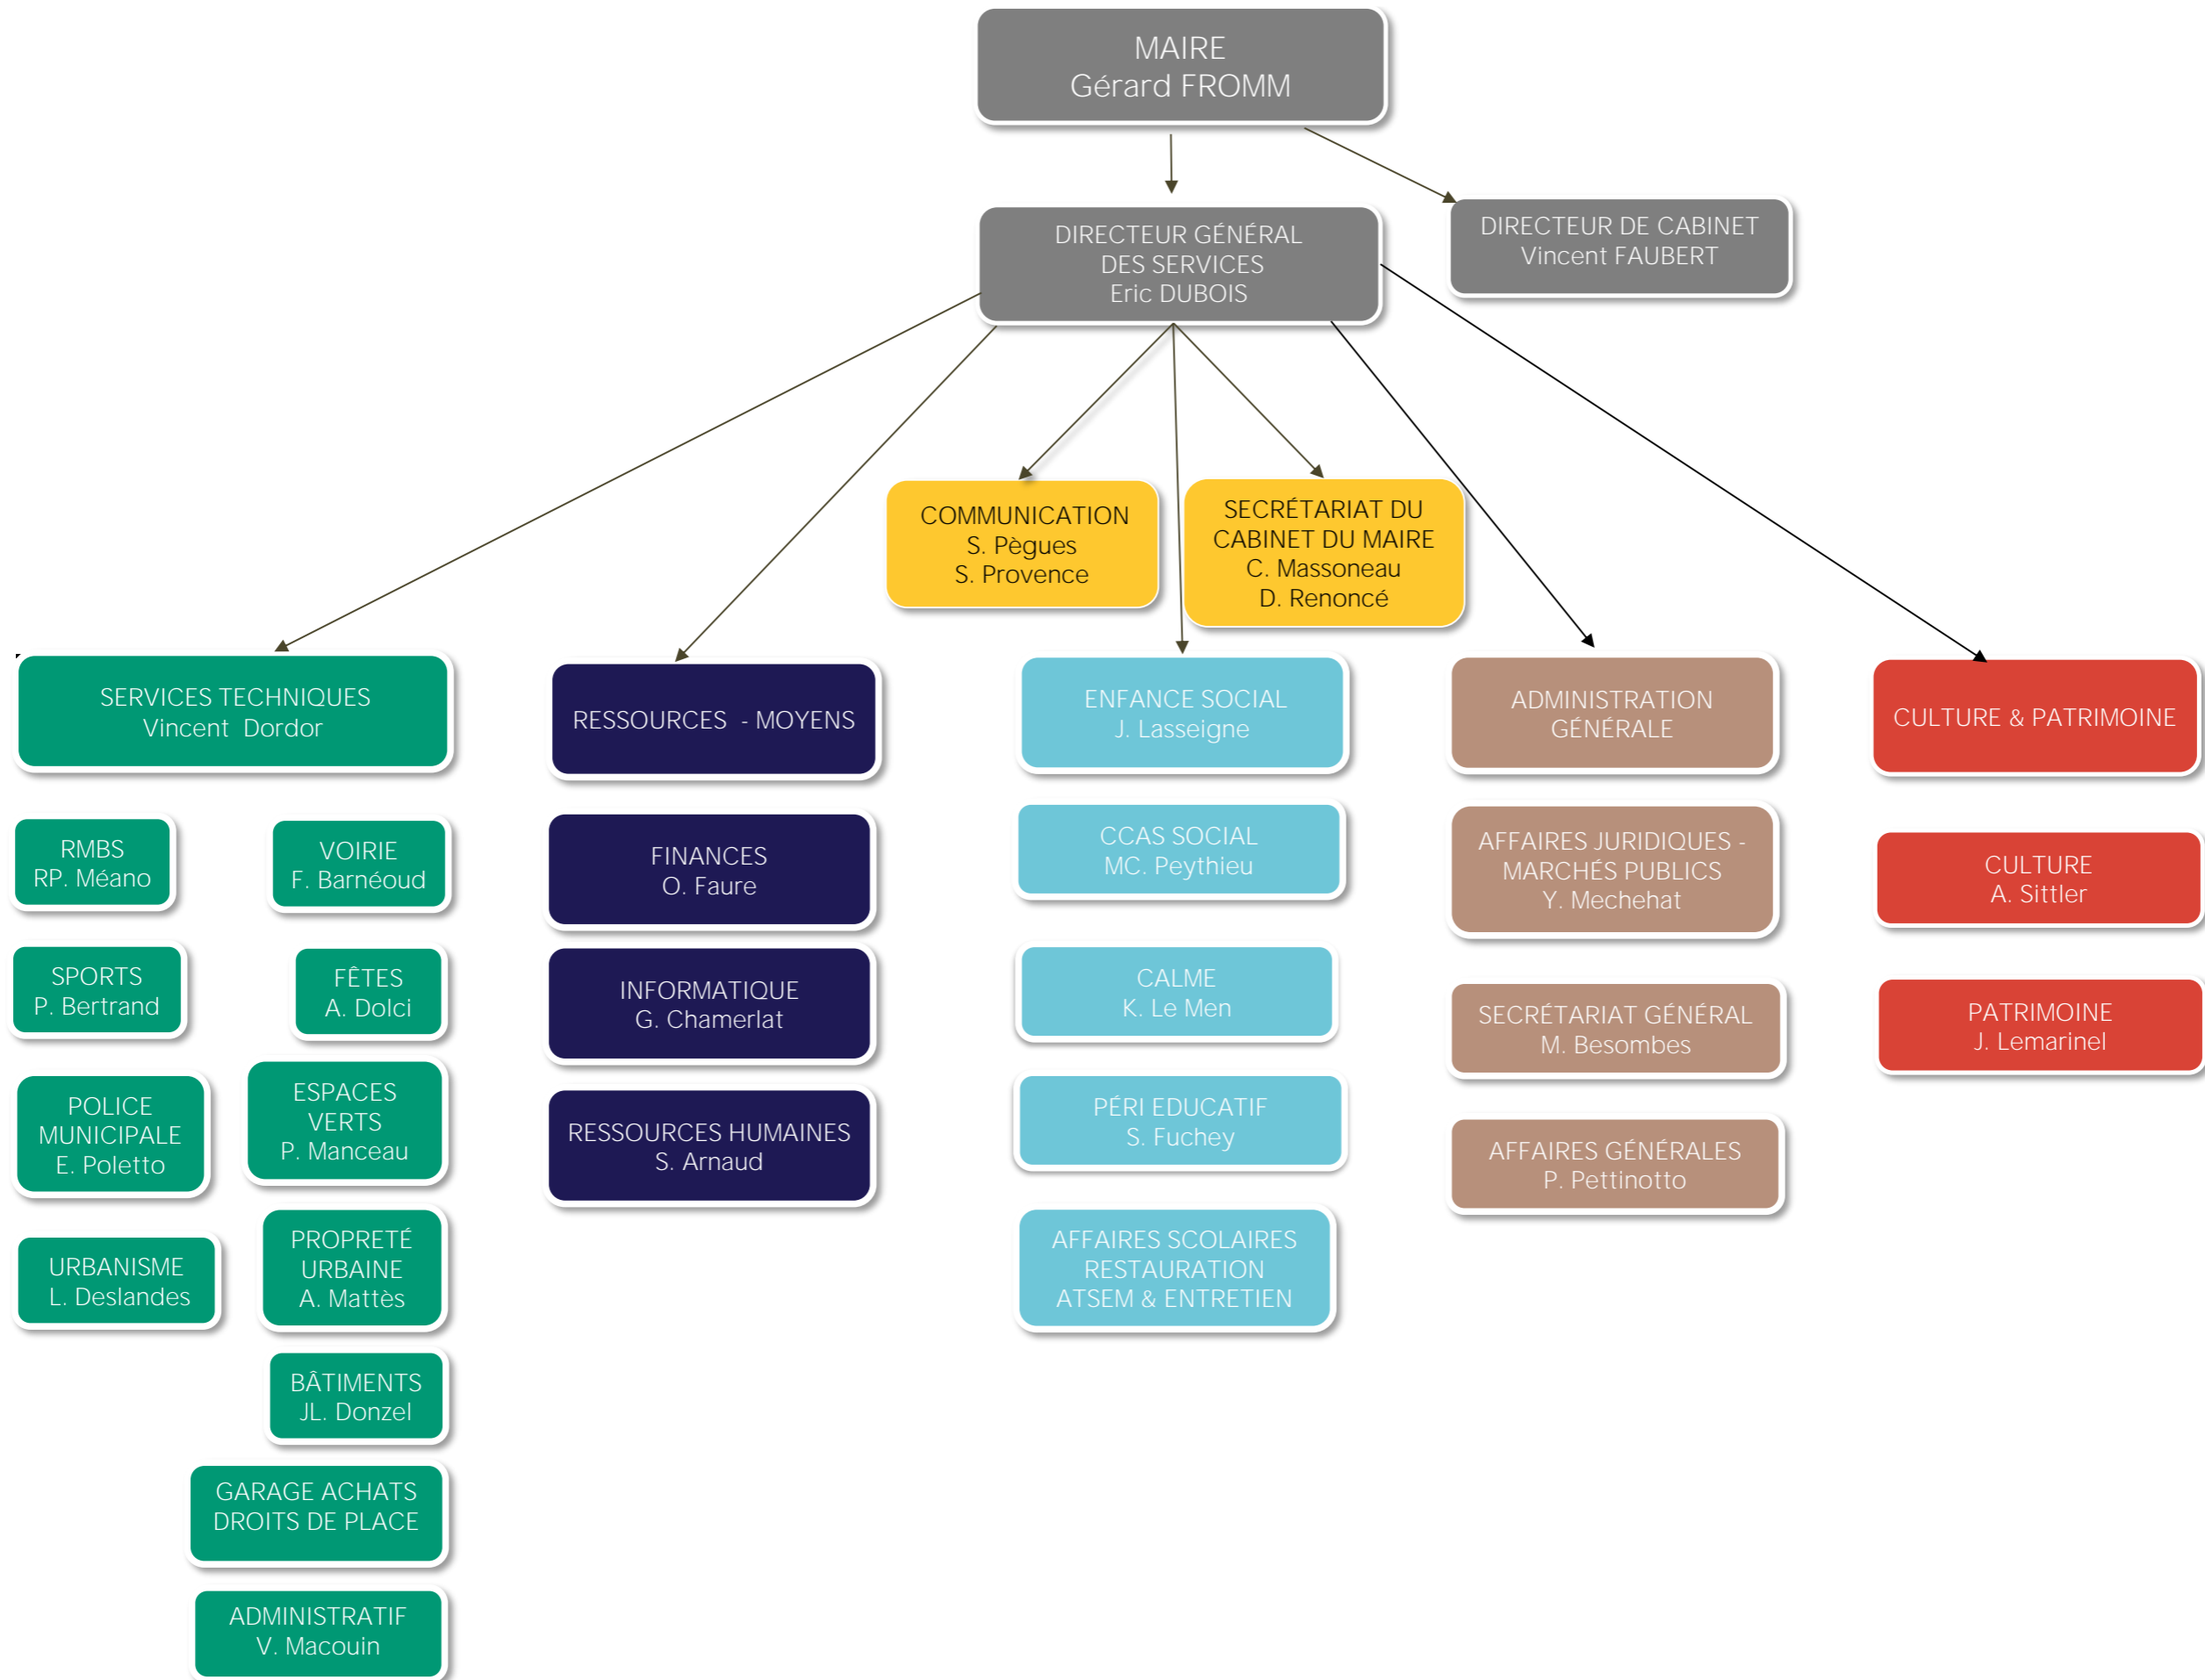 MAIRE
Gérard FROMM
DIRECTEUR GÉNÉRAL
DES SERVICES
Eric DUBOIS
DIRECTEUR DE CABINET
Vincent FAUBERT
COMMUNICATION
S. Pègues
S. Provence
SECRÉTARIAT DU
CABINET DU MAIRE
C. Massoneau
D. Renoncé
SERVICES TECHNIQUES
Vincent Dordor
RMBS
RP. Méano
SPORTS
P. Bertrand
POLICE
MUNICIPALE
E. Poletto
URBANISME
L. Deslandes
VOIRIE
F. Barnéoud
FÊTES
A. Dolci
ESPACES
VERTS
P. Manceau
PROPRETÉ
URBAINE
A. Mattès
BÂTIMENTS
JL. Donzel
GARAGE ACHATS
DROITS DE PLACE
ADMINISTRATIF
V. Macouin
RESSOURCES - MOYENS
FINANCES
O. Faure
INFORMATIQUE
G. Chamerlat
RESSOURCES HUMAINES
S. Arnaud
ENFANCE SOCIAL
J. Lasseigne
CCAS SOCIAL
MC. Peythieu
CALME
K. Le Men
PÉRI EDUCATIF
S. Fuchey
AFFAIRES SCOLAIRES
RESTAURATION
ATSEM & ENTRETIEN
ADMINISTRATION
GÉNÉRALE
AFFAIRES JURIDIQUES -
MARCHÉS PUBLICS
Y. Mechehat
SECRÉTARIAT GÉNÉRAL
M. Besombes
AFFAIRES GÉNÉRALES
P. Pettinotto
CULTURE & PATRIMOINE
CULTURE
A. Sittler
PATRIMOINE
J. Lemarinel